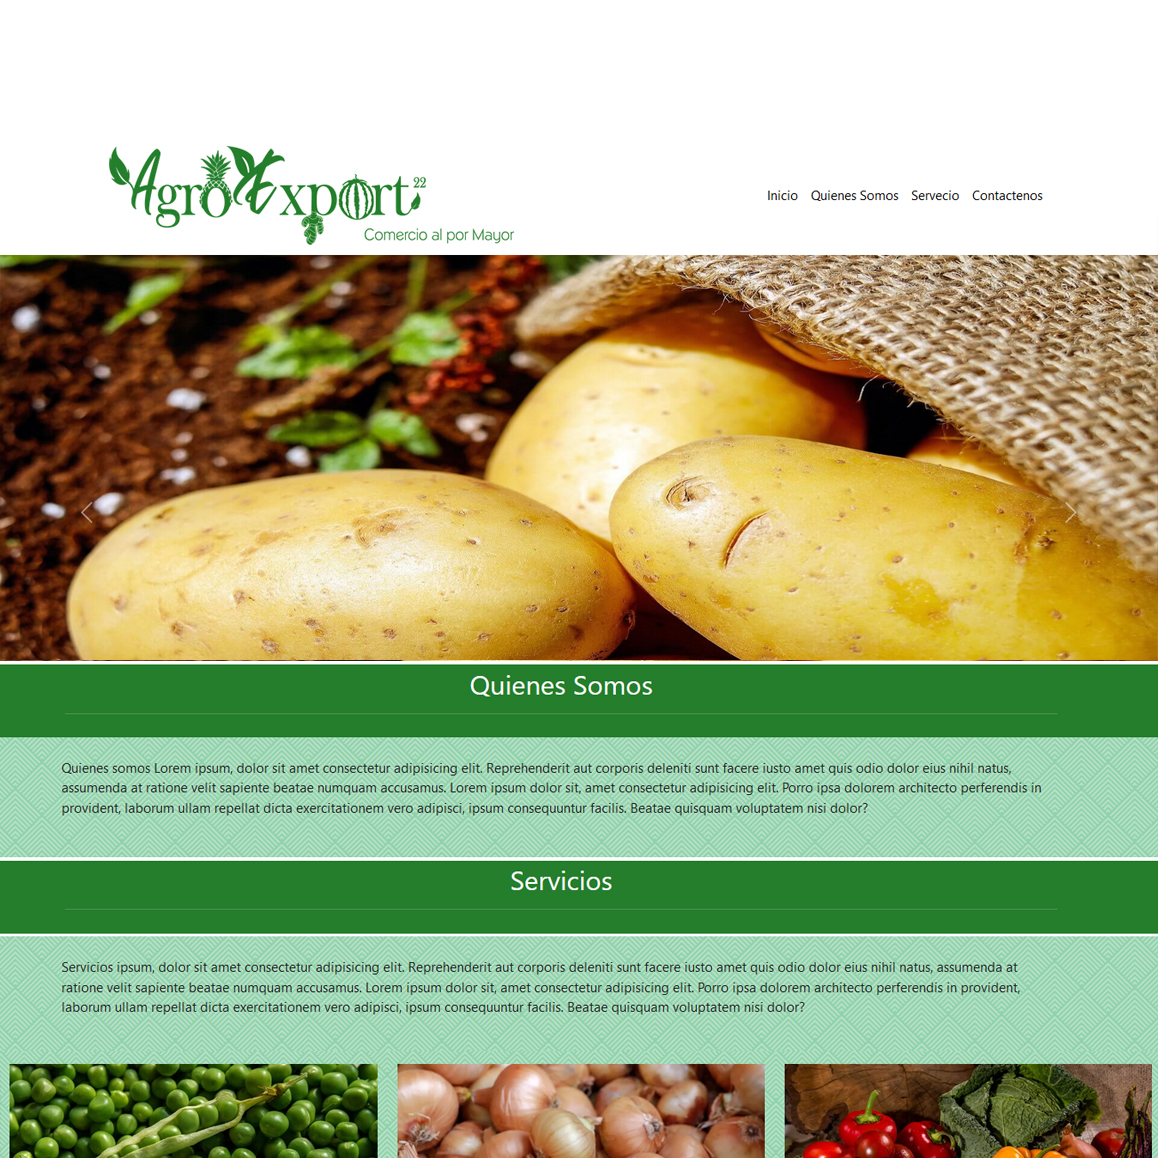 AgroExport 22
Comercio al por Mayor
Inicio Quienes Somos Servecio Contactenos
Quienes Somos
Quienes somos Lorem ipsum, dolor sit amet consectetur adipisicing elit. Reprehenderit aut corporis deleniti sunt facere iusto amet quis odio dolor eius nihil natus,
assumenda at ratione velit sapiente beatae numquam accusamus. Lorem ipsum dolor sit, amet consectetur adipisicing elit. Porro ipsa dolorem architecto perferendis in
provident, laborum ullam repellat dicta exercitationem vero adipisci, ipsum consequuntur facilis. Beatae quisquam voluptatem nisi dolor?
Servicios
Servicios ipsum, dolor sit amet consectetur adipisicing elit. Reprehenderit aut corporis deleniti sunt facere iusto amet quis odio dolor eius nihil natus, assumenda at
ratione velit sapiente beatae numquam accusamus. Lorem ipsum dolor sit, amet consectetur adipisicing elit. Porro ipsa dolorem architecto perferendis in provident,
laborum ullam repellat dicta exercitationem vero adipisci, ipsum consequuntur facilis. Beatae quisquam voluptatem nisi dolor?